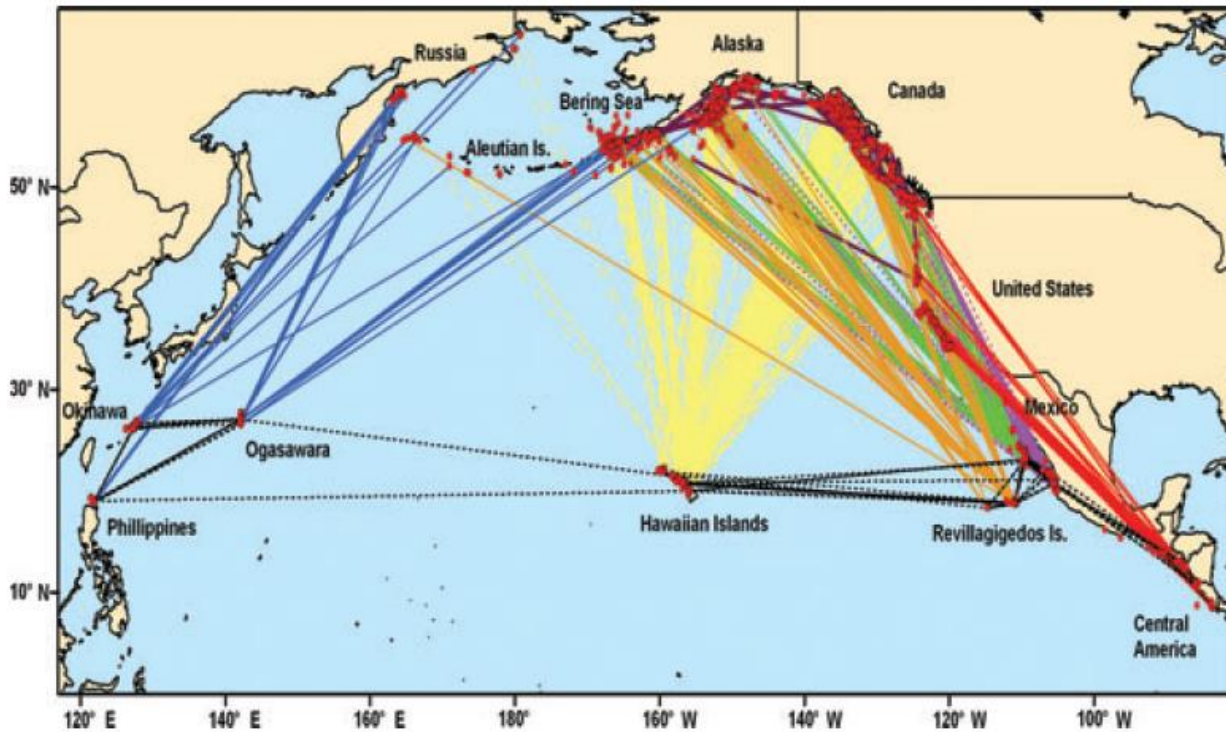 Russia
Alaska
Canada
Bering Sea
Aleutian Is.
50° N
United States
30° N
Okinawa
Mexico
Ogasawara
Phillippines
Hawaiian Islands
Revillagigedos Is.
10° N
Central
America
120° E
140° E
160° E
180°
160° W
140° W
120° W
100° W